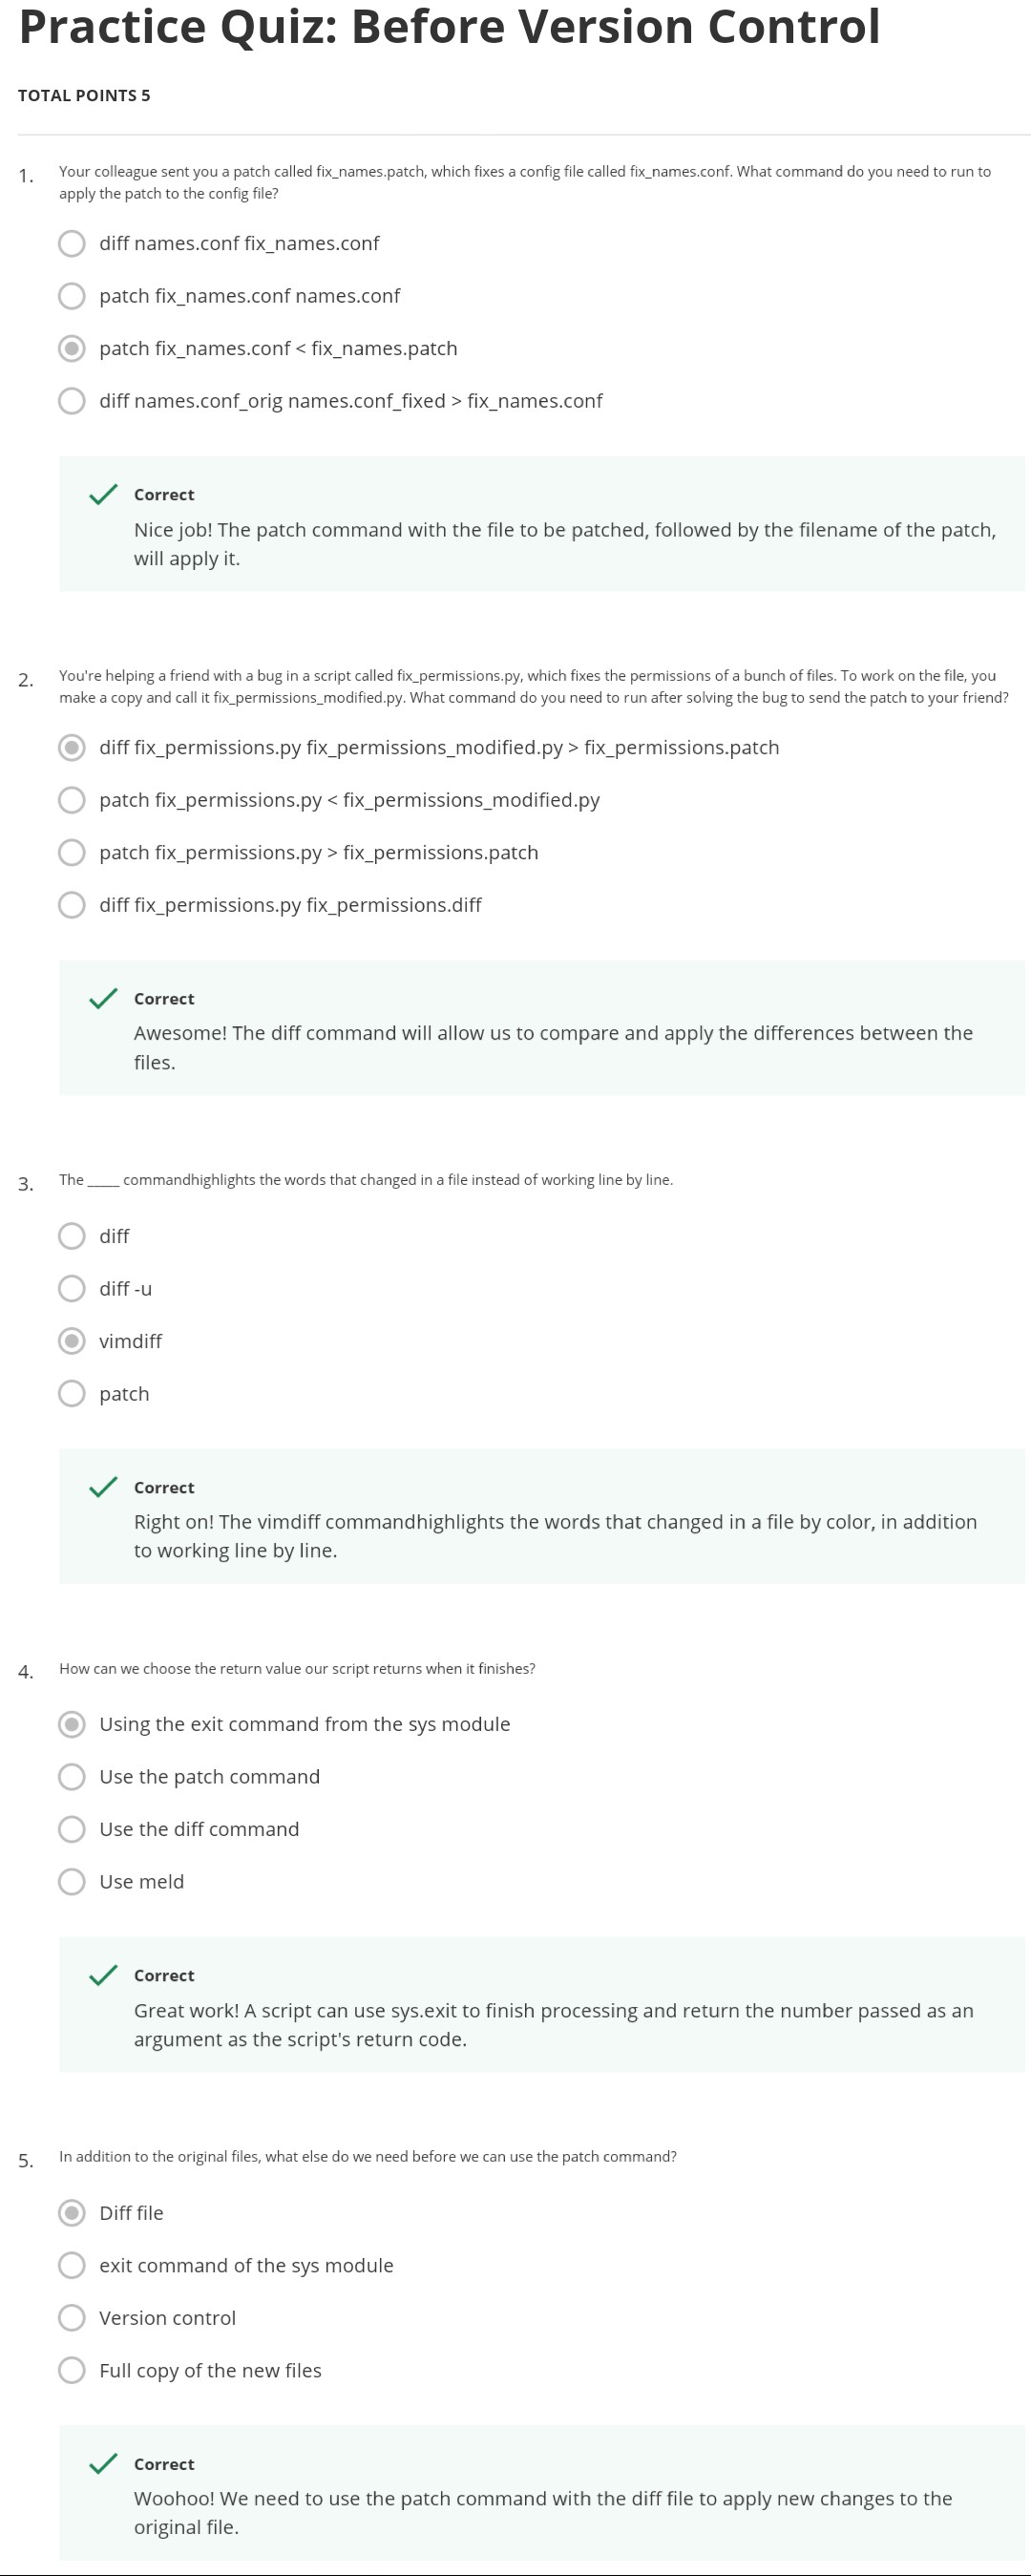 Practice Quiz: Before Version Control
TOTAL POINTS 5
1. Your colleague sent you a patch called fix_names.patch, which fixes a config file called fix_names.conf. What command do you need to run to
apply the patch to the config file?
diff names.conf fix_names.conf
patch fix_names.conf names.conf
patch fix_names.conf < fix_names.patch
diff names.conf_orig names.conf_fixed > fix_names.conf
Correct
Nice job! The patch command with the file to be patched, followed by the filename of the patch,
will apply it.
2. You're helping a friend with a bug in a script called fix_permissions.py, which fixes the permissions of a bunch of files. To work on the file, you
make a copy and call it fix_permissions_modified.py. What command do you need to run after solving the bug to send the patch to your friend?
diff fix_permissions.py fix_permissions_modified.py > fix_permissions.patch
patch fix_permissions.py < fix_permissions_modified.py
patch fix_permissions.py > fix_permissions.patch
diff fix_permissions.py fix_permissions.diff
Correct
Awesome! The diff command will allow us to compare and apply the differences between the
files.
3. The _____ commandhighlights the words that changed in a file instead of working line by line.
diff
diff -u
vimdiff
patch
Correct
Right on! The vimdiff commandhighlights the words that changed in a file by color, in addition
to working line by line.
4. How can we choose the return value our script returns when it finishes?
Using the exit command from the sys module
Use the patch command
Use the diff command
Use meld
Correct
Great work! A script can use sys.exit to finish processing and return the number passed as an
argument as the script's return code.
5. In addition to the original files, what else do we need before we can use the patch command?
Diff file
exit command of the sys module
Version control
Full copy of the new files
Correct
Woohoo! We need to use the patch command with the diff file to apply new changes to the
original file.